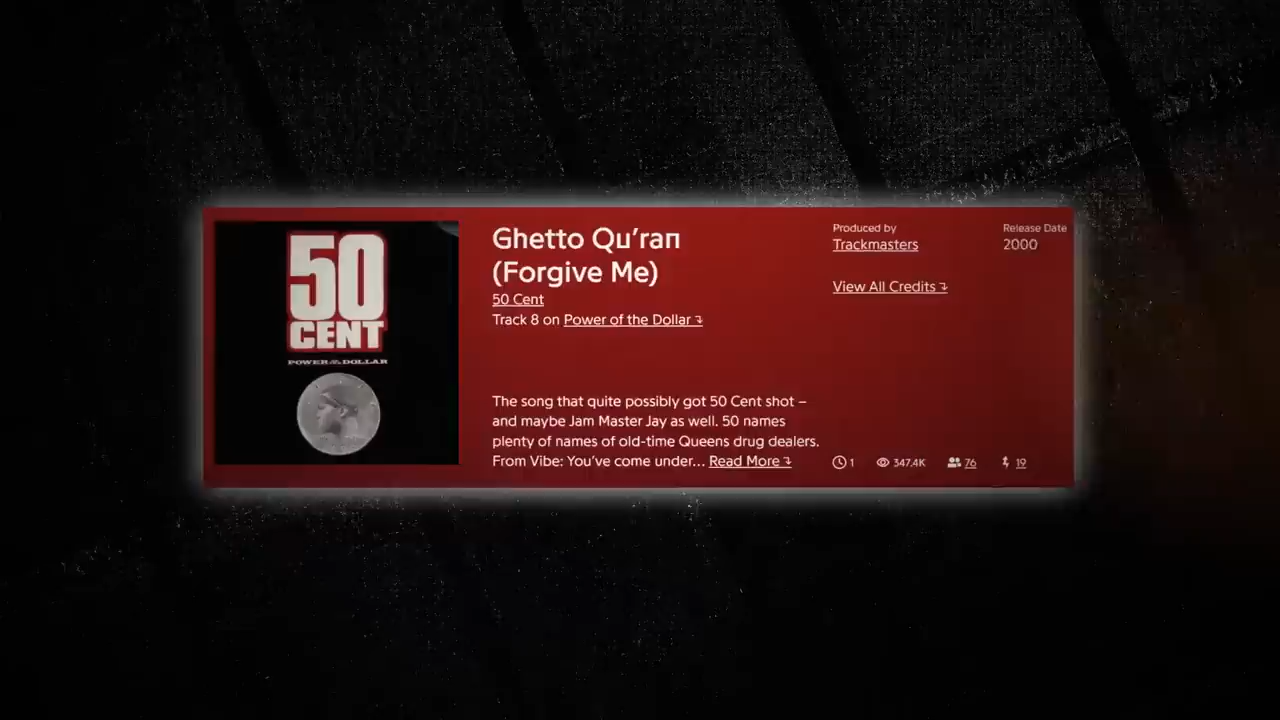 50
CENT
POWER OF THE DOLLAR
Ghetto Qu’ran
(Forgive Me)
50 Cent
Track 8 on Power of the Dollar
The song that quite possibly got 50 Cent shot –
and maybe Jam Master Jay as well. 50 names
plenty of names of old-time Queens drug dealers.
From Vibe: You’ve come under... Read More
Produced by
Trackmasters
View All Credits
Release Date
2000
1
347.4K
76
19